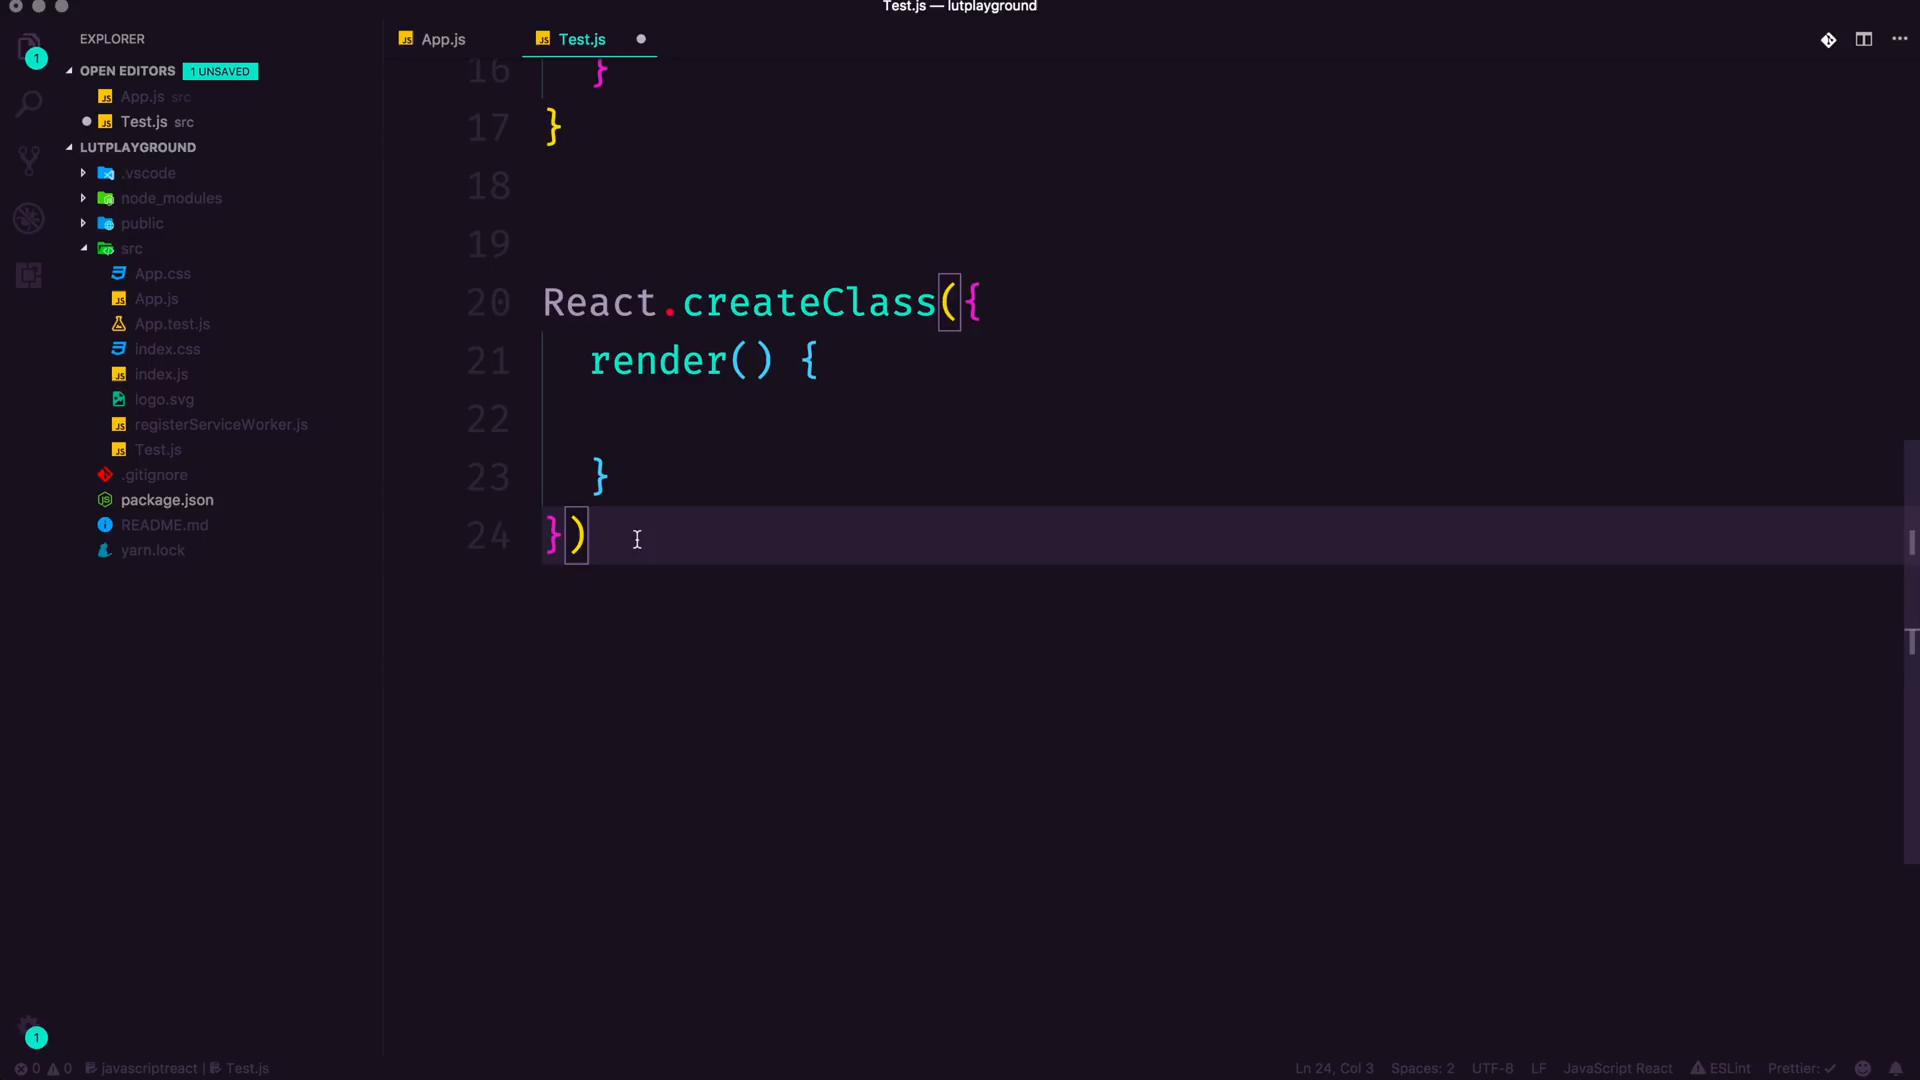 Test.js — lutplayground
EXPLORER
OPEN EDITORS 1 UNSAVED
App.js src
Test.js src
LUTPLAYGROUND
.vscode
node_modules
public
src
App.css
App.js
App.test.js
index.css
index.js
logo.svg
registerServiceWorker.js
Test.js
.gitignore
package.json
README.md
yarn.lock
1
1
JS App.js JS Test.js
16 }
17 }
18
19
20 React.createClass({
21 render() {
22
23 }
24 })
0 0 javascriptreact | Test.js
Ln 24, Col 3 Spaces: 2 UTF-8 LF JavaScript React ESLint Prettier: ✓